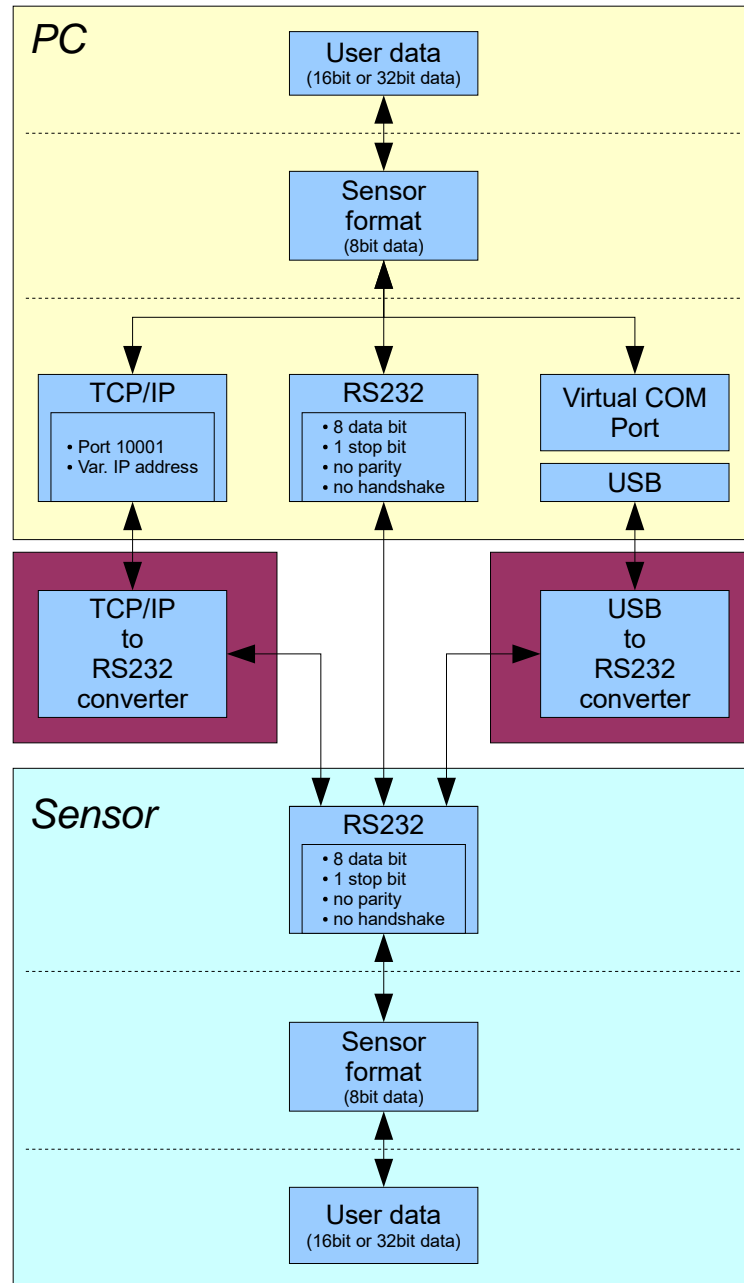 PC
User data
(16bit or 32bit data)
Sensor
format
(8bit data)
TCP/IP
• Port 10001
• Var. IP address
RS232
• 8 data bit
• 1 stop bit
• no parity
• no handshake
Virtual COM
Port
USB
TCP/IP
to
RS232
converter
USB
to
RS232
converter
Sensor
RS232
• 8 data bit
• 1 stop bit
• no parity
• no handshake
Sensor
format
(8bit data)
User data
(16bit or 32bit data)